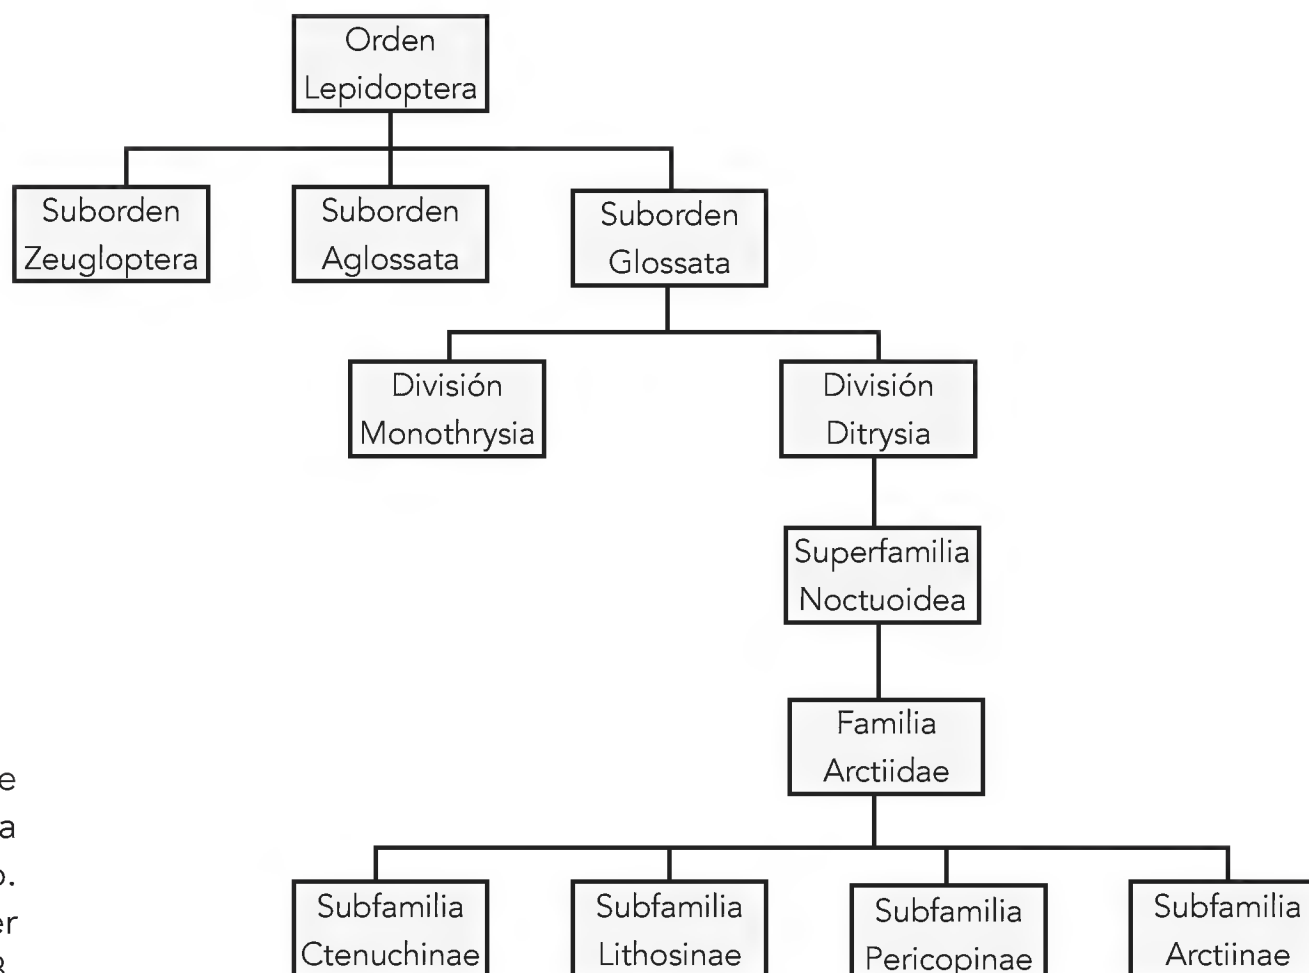 Orden
Lepidoptera
Suborden
Zeugloptera
Suborden
Aglossata
Suborden
Glossata
División
Monothrysia
División
Ditrysia
Superfamilia
Noctuoidea
Familia
Arctiidae
Subfamilia
Ctenuchinae
Subfamilia
Lithosinae
Subfamilia
Pericopinae
Subfamilia
Arctiinae